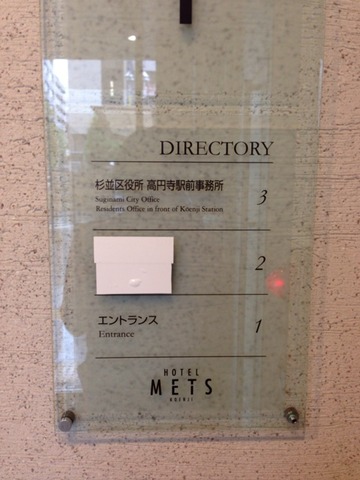 DIRECTORY
杉並区役所 高円寺駅前事務所
Suginami City Office
Residents Office in front of Kōenji Station
3
2
エントランス
Entrance
1
HOTEL
METS
KOENJI